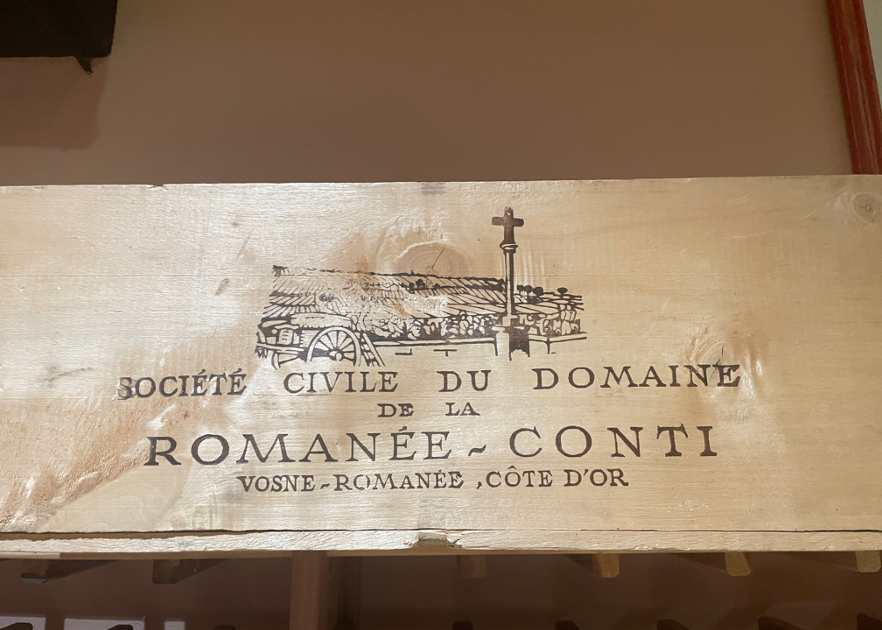 SOCIÉTÉ CIVILE DU DOMAINE
DE LA
ROMANÉE-CONTI
VOSNE-ROMANÉE, CÔTE D'OR